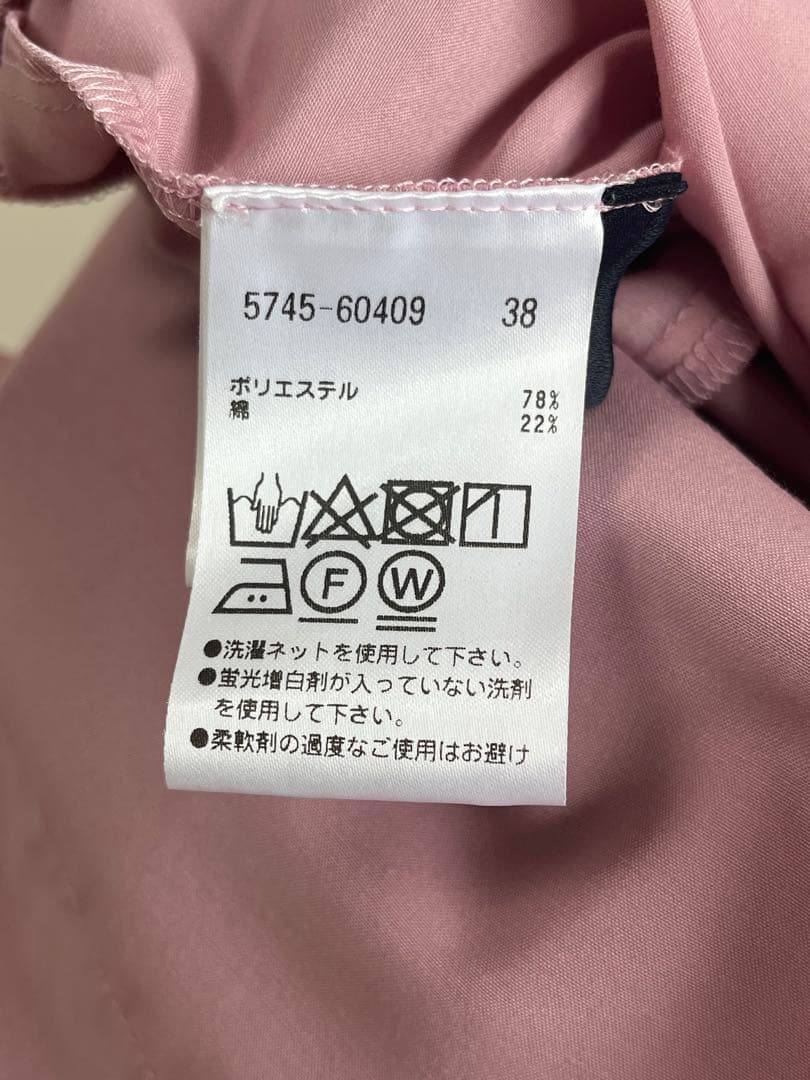 5745-60409 38
ポリエステル 78%
綿 22%
F W
●洗濯ネットを使用して下さい。
●蛍光増白剤が入っていない洗剤
を使用して下さい。
●柔軟剤の過度なご使用はお避け